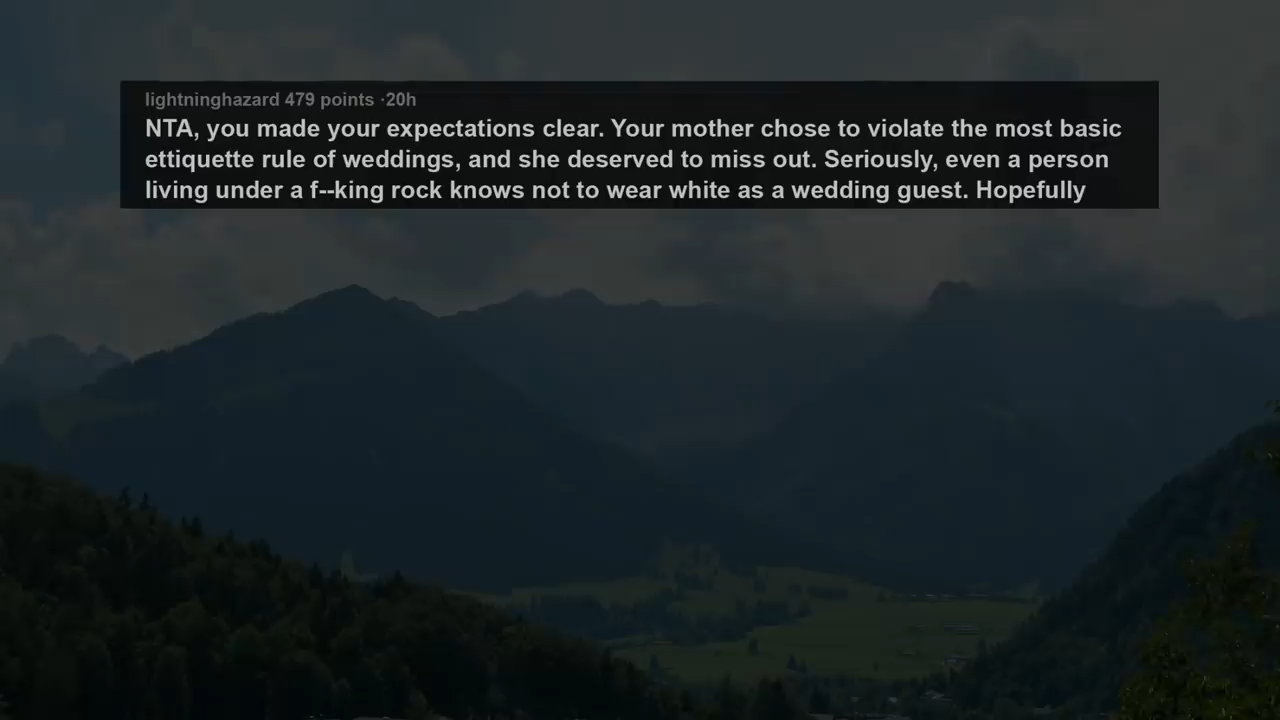 lightninghazard 479 points ·20h
NTA, you made your expectations clear. Your mother chose to violate the most basic
ettiquette rule of weddings, and she deserved to miss out. Seriously, even a person
living under a f--king rock knows not to wear white as a wedding guest. Hopefully